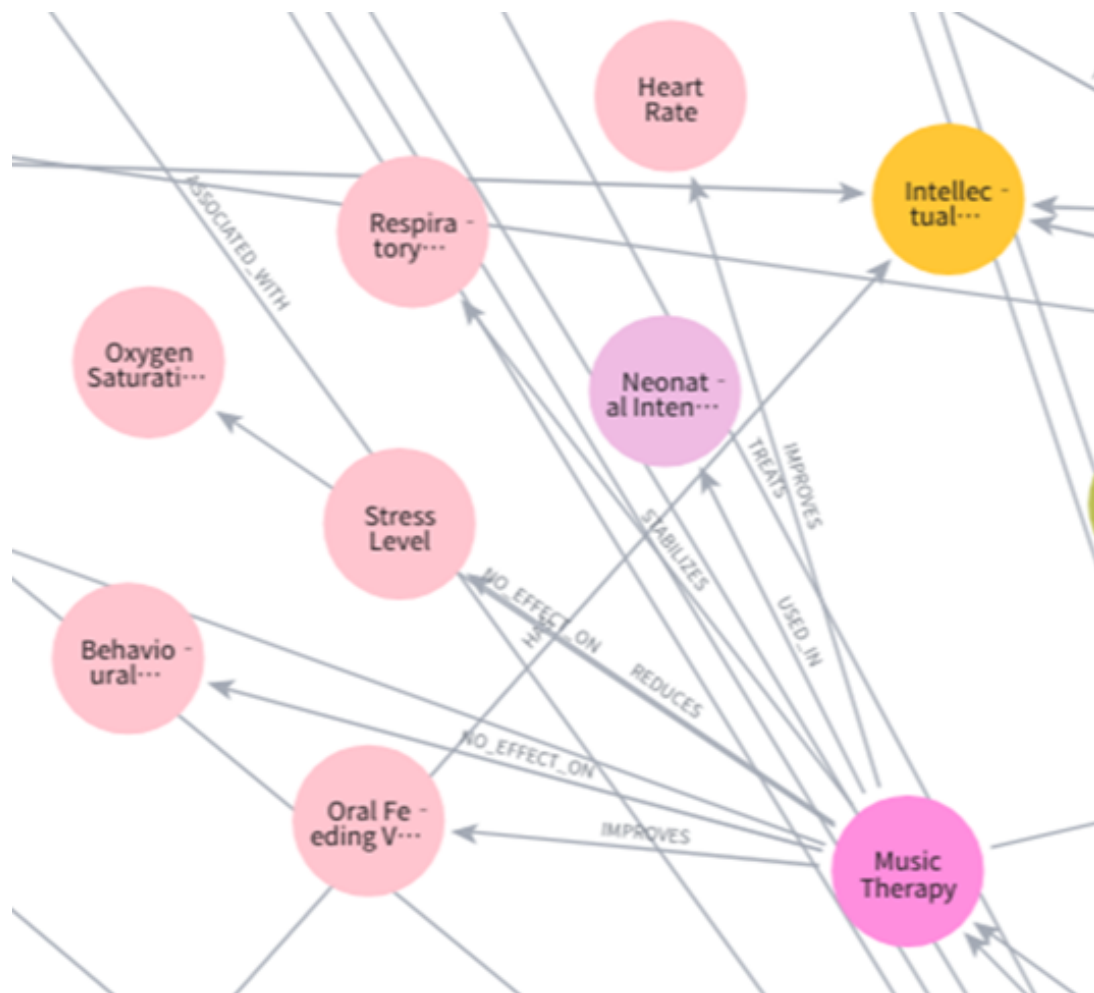 Heart
Rate
Intellec-
tual...
Respira-
tory...
ASSOCIATED_WITH
Oxygen
Saturati...
Neonat-
al Inten...
TREATS
IMPROVES
Stress
Level
STABILIZES
NO_EFFECT_ON
USED_IN
REDUCES
Behavio-
ural...
NO_EFFECT_ON
Oral Fe-
eding V...
IMPROVES
Music
Therapy